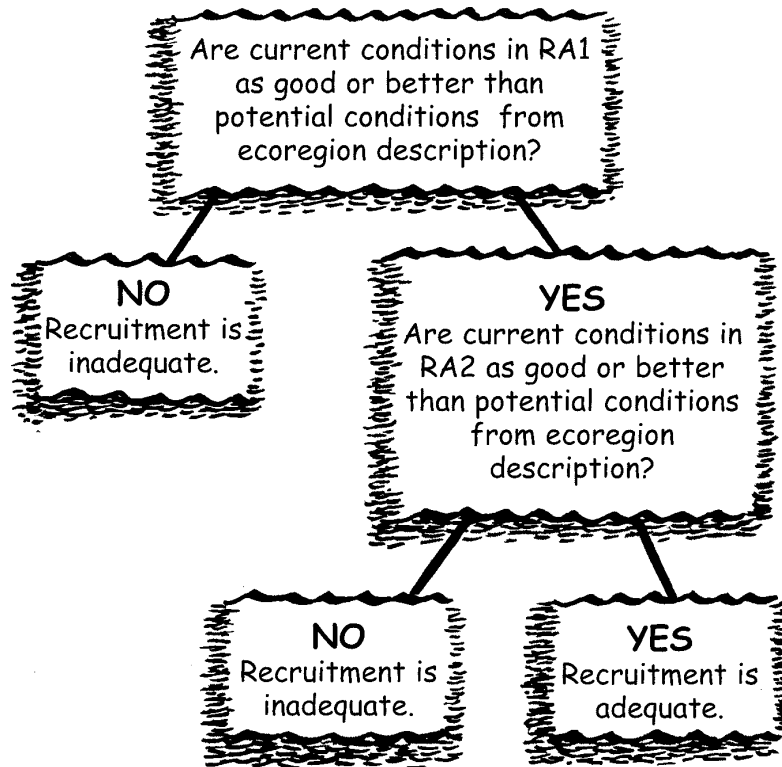 Are current conditions in RA1
as good or better than
potential conditions from
ecoregion description?
NO
Recruitment is
inadequate.
YES
Are current conditions in
RA2 as good or better
than potential conditions
from ecoregion
description?
NO
Recruitment is
inadequate.
YES
Recruitment is
adequate.